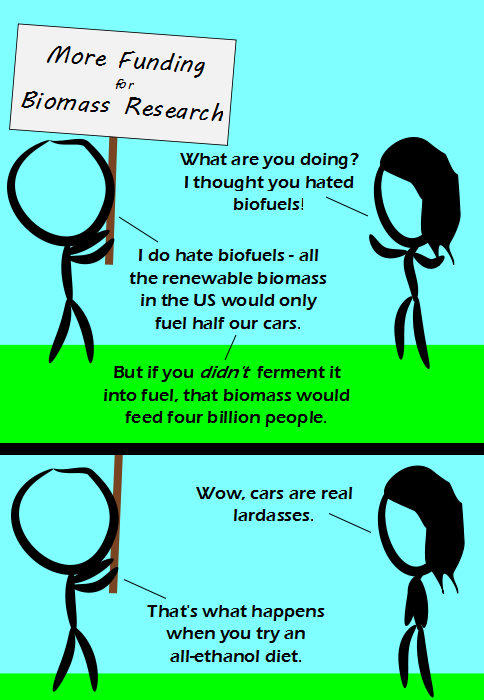 More Funding
for
Biomass Research
What are you doing?
I thought you hated
biofuels!
I do hate biofuels - all
the renewable biomass
in the US would only
fuel half our cars.
But if you didn't ferment it
into fuel, that biomass would
feed four billion people.
Wow, cars are real
lardasses.
That's what happens
when you try an
all-ethanol diet.